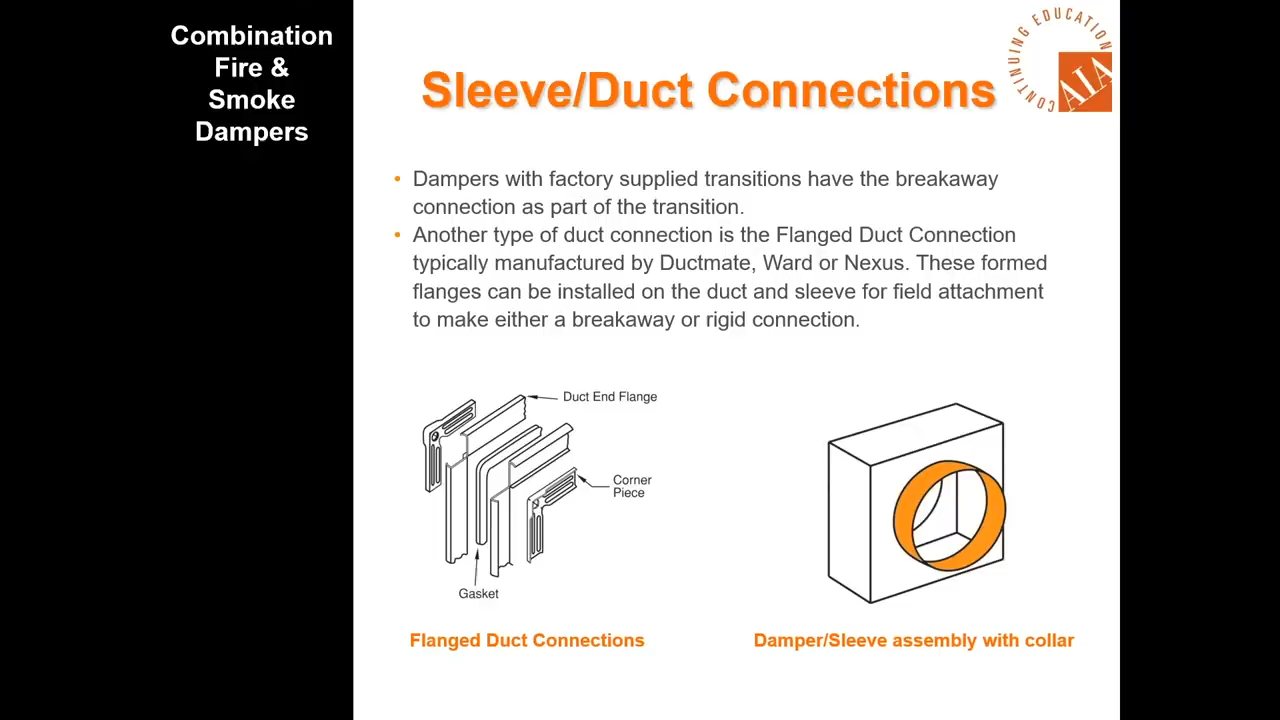 Combination
Fire &
Smoke
Dampers
Sleeve/Duct Connections
CONTINUING EDUCATION
AIA
• Dampers with factory supplied transitions have the breakaway
connection as part of the transition.
• Another type of duct connection is the Flanged Duct Connection
typically manufactured by Ductmate, Ward or Nexus. These formed
flanges can be installed on the duct and sleeve for field attachment
to make either a breakaway or rigid connection.
Duct End Flange
Corner
Piece
Gasket
Flanged Duct Connections
Damper/Sleeve assembly with collar